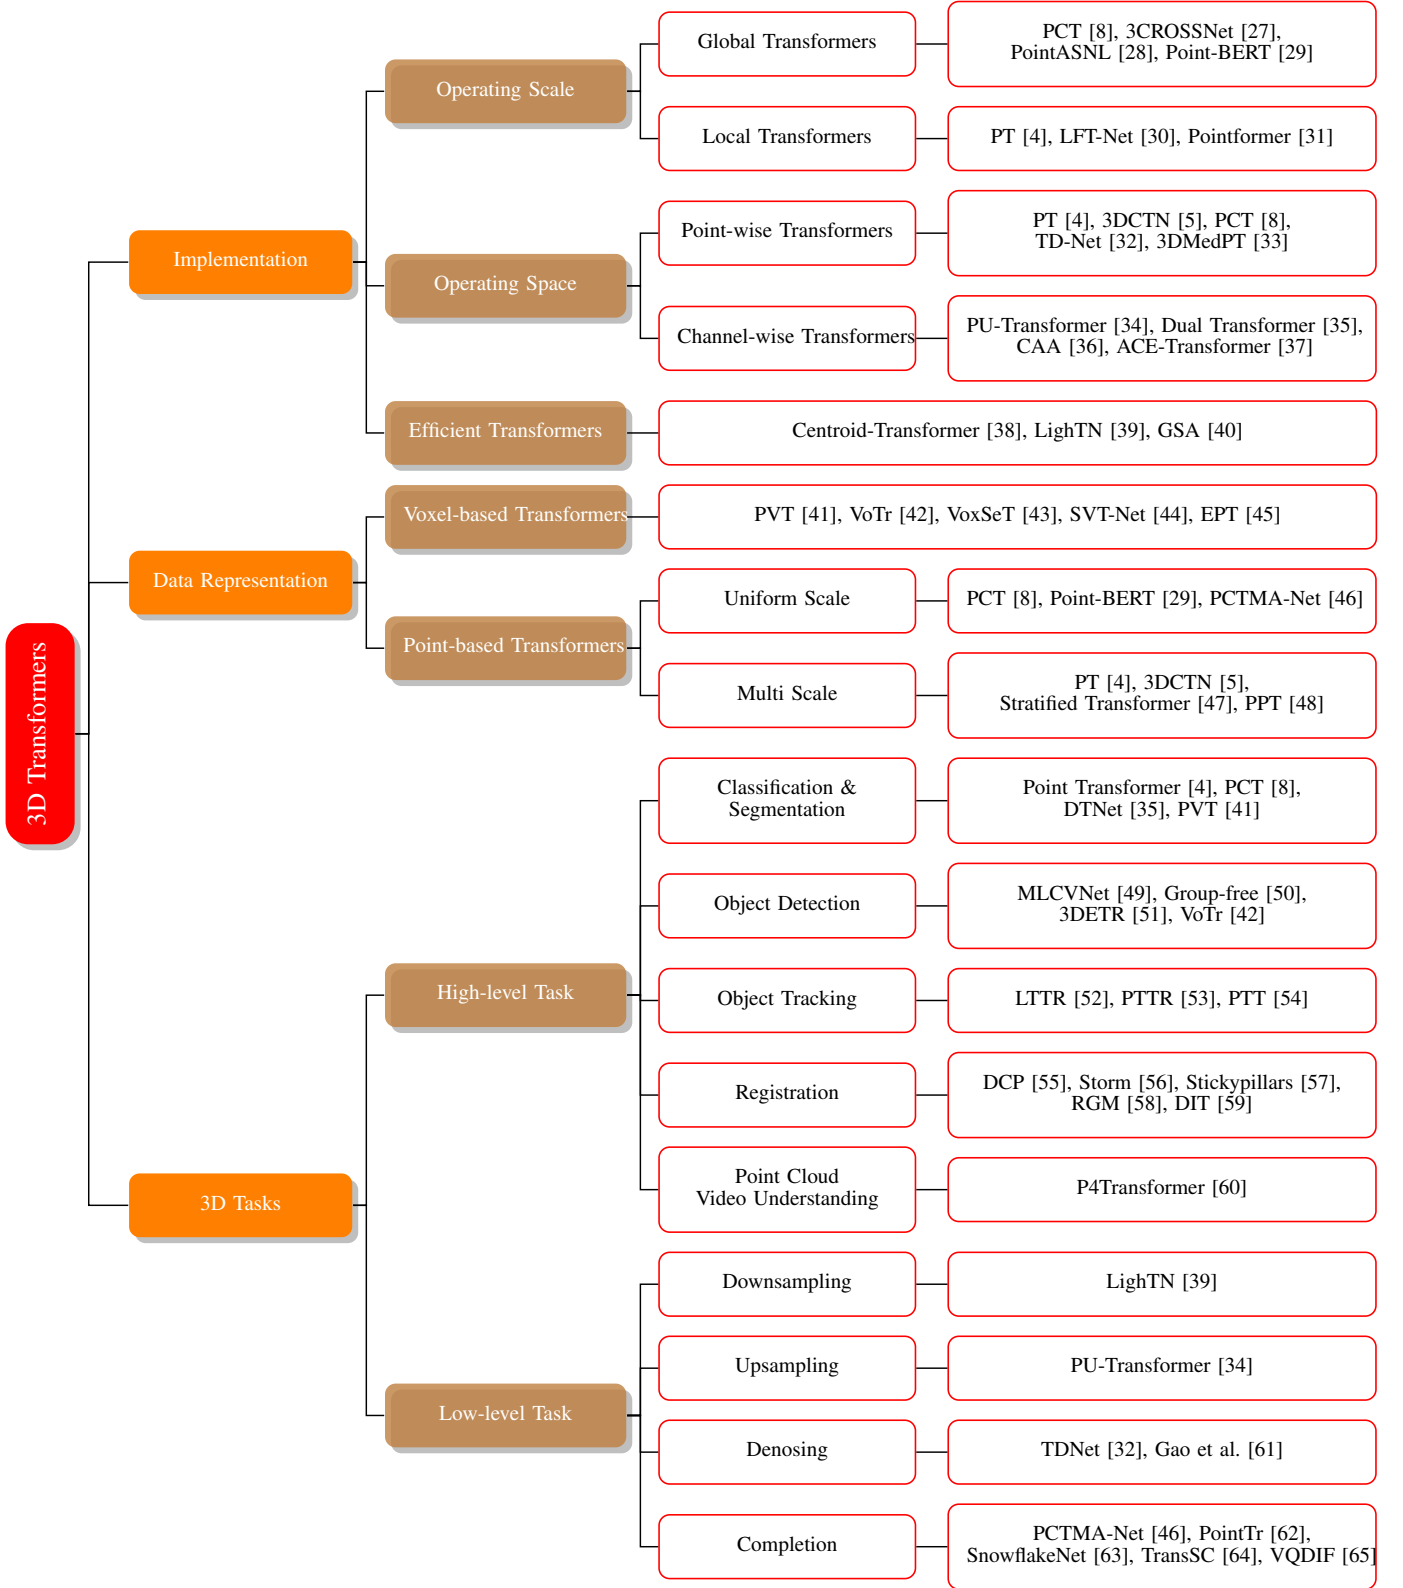 3D Transformers
Implementation
Operating Scale
Global Transformers
PCT [8], 3CROSSNet [27],
PointASNL [28], Point-BERT [29]
Local Transformers
PT [4], LFT-Net [30], Pointformer [31]
Operating Space
Point-wise Transformers
PT [4], 3DCTN [5], PCT [8],
TD-Net [32], 3DMedPT [33]
Channel-wise Transformers
PU-Transformer [34], Dual Transformer [35],
CAA [36], ACE-Transformer [37]
Efficient Transformers
Centroid-Transformer [38], LighTN [39], GSA [40]
Data Representation
Voxel-based Transformers
PVT [41], VoTr [42], VoxSeT [43], SVT-Net [44], EPT [45]
Point-based Transformers
Uniform Scale
PCT [8], Point-BERT [29], PCTMA-Net [46]
Multi Scale
PT [4], 3DCTN [5],
Stratified Transformer [47], PPT [48]
3D Tasks
High-level Task
Classification &
Segmentation
Point Transformer [4], PCT [8],
DTNet [35], PVT [41]
Object Detection
MLCVNet [49], Group-free [50],
3DETR [51], VoTr [42]
Object Tracking
LTTR [52], PTTR [53], PTT [54]
Registration
DCP [55], Storm [56], Stickypillars [57],
RGM [58], DIT [59]
Point Cloud
Video Understanding
P4Transformer [60]
Low-level Task
Downsampling
LighTN [39]
Upsampling
PU-Transformer [34]
Denosing
TDNet [32], Gao et al. [61]
Completion
PCTMA-Net [46], PointTr [62],
SnowflakeNet [63], TransSC [64], VQDIF [65]